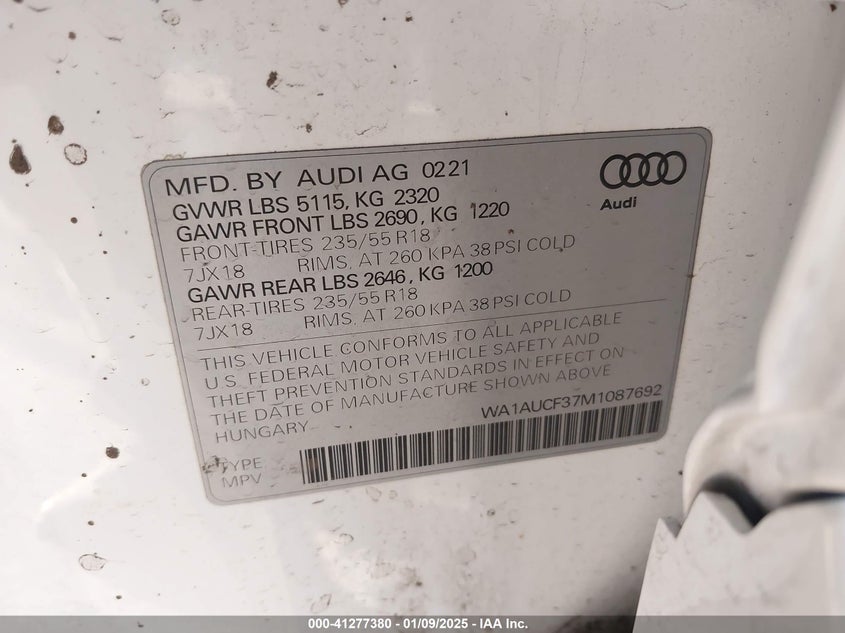 MFD. BY AUDI AG 0221
GVWR LBS 5115, KG 2320
GAWR FRONT LBS 2690, KG 1220
FRONT-TIRES 235/55 R18
7JX18 RIMS, AT 260 KPA 38 PSI COLD
GAWR REAR LBS 2646, KG 1200
REAR-TIRES 235/55 R18
7JX18 RIMS, AT 260 KPA 38 PSI COLD
Audi
THIS VEHICLE CONFORMS TO ALL APPLICABLE
U.S. FEDERAL MOTOR VEHICLE SAFETY AND
THEFT PREVENTION STANDARDS IN EFFECT ON
THE DATE OF MANUFACTURE SHOWN ABOVE
HUNGARY
WA1AUCF37M1087692
TYPE
MPV
000-41277380 - 01/09/2025 - IAA Inc.